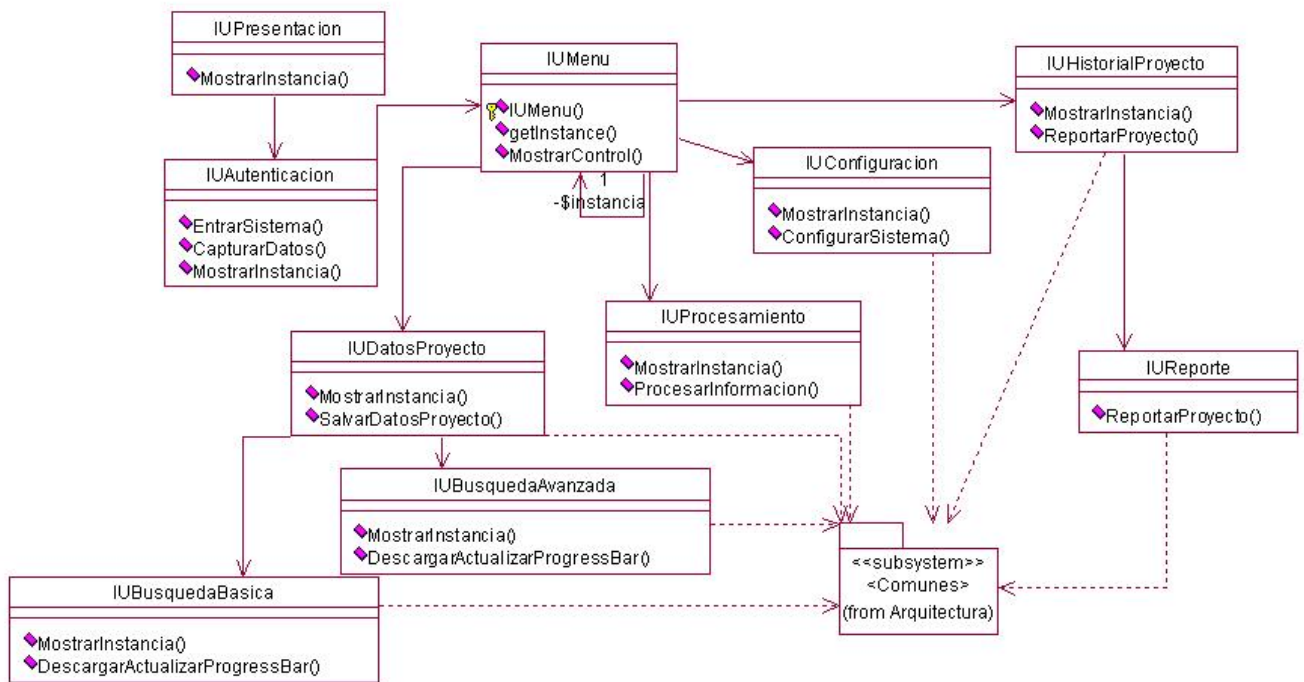 IUPresentacion
MostrarInstancia()
IUMenu
IUMenu()
getInstance()
MostrarControl()
1
-$instancia
IUHistorialProyecto
MostrarInstancia()
ReportarProyecto()
IUAutenticacion
EntrarSistema()
CapturarDatos()
MostrarInstancia()
IUConfiguracion
MostrarInstancia()
ConfigurarSistema()
IUProcesamiento
MostrarInstancia()
ProcesarInformacion()
IUDatosProyecto
MostrarInstancia()
SalvarDatosProyecto()
IUReporte
ReportarProyecto()
IUBusquedaAvanzada
MostrarInstancia()
DescargarActualizarProgressBar()
<<subsystem>>
<Comunes>
(from Arquitectura)
IUBusquedaBasica
MostrarInstancia()
DescargarActualizarProgressBar()